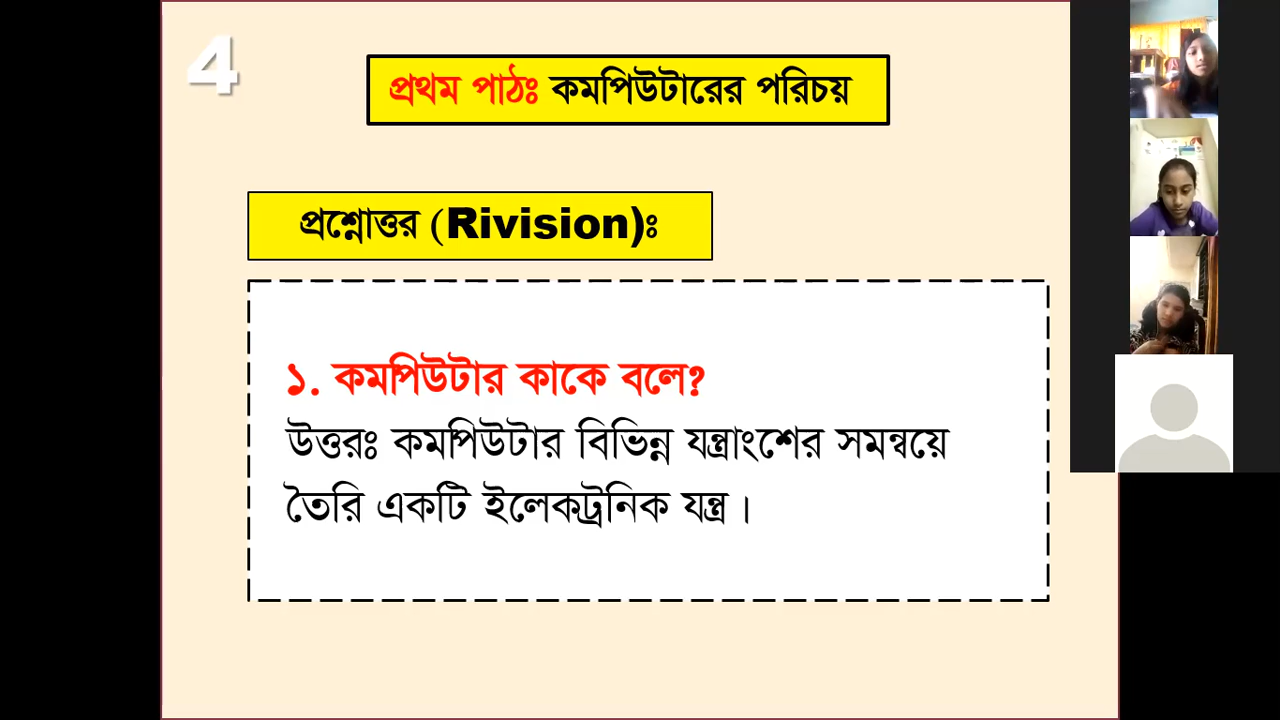 4
প্রথম পাঠঃ কমপিউটারের পরিচয়
প্রশ্নোত্তর (Rivision)ঃ
১. কমপিউটার কাকে বলে?
উত্তরঃ কমপিউটার বিভিন্ন যন্ত্রাংশের সমন্বয়ে
তৈরি একটি ইলেকট্রনিক যন্ত্র।